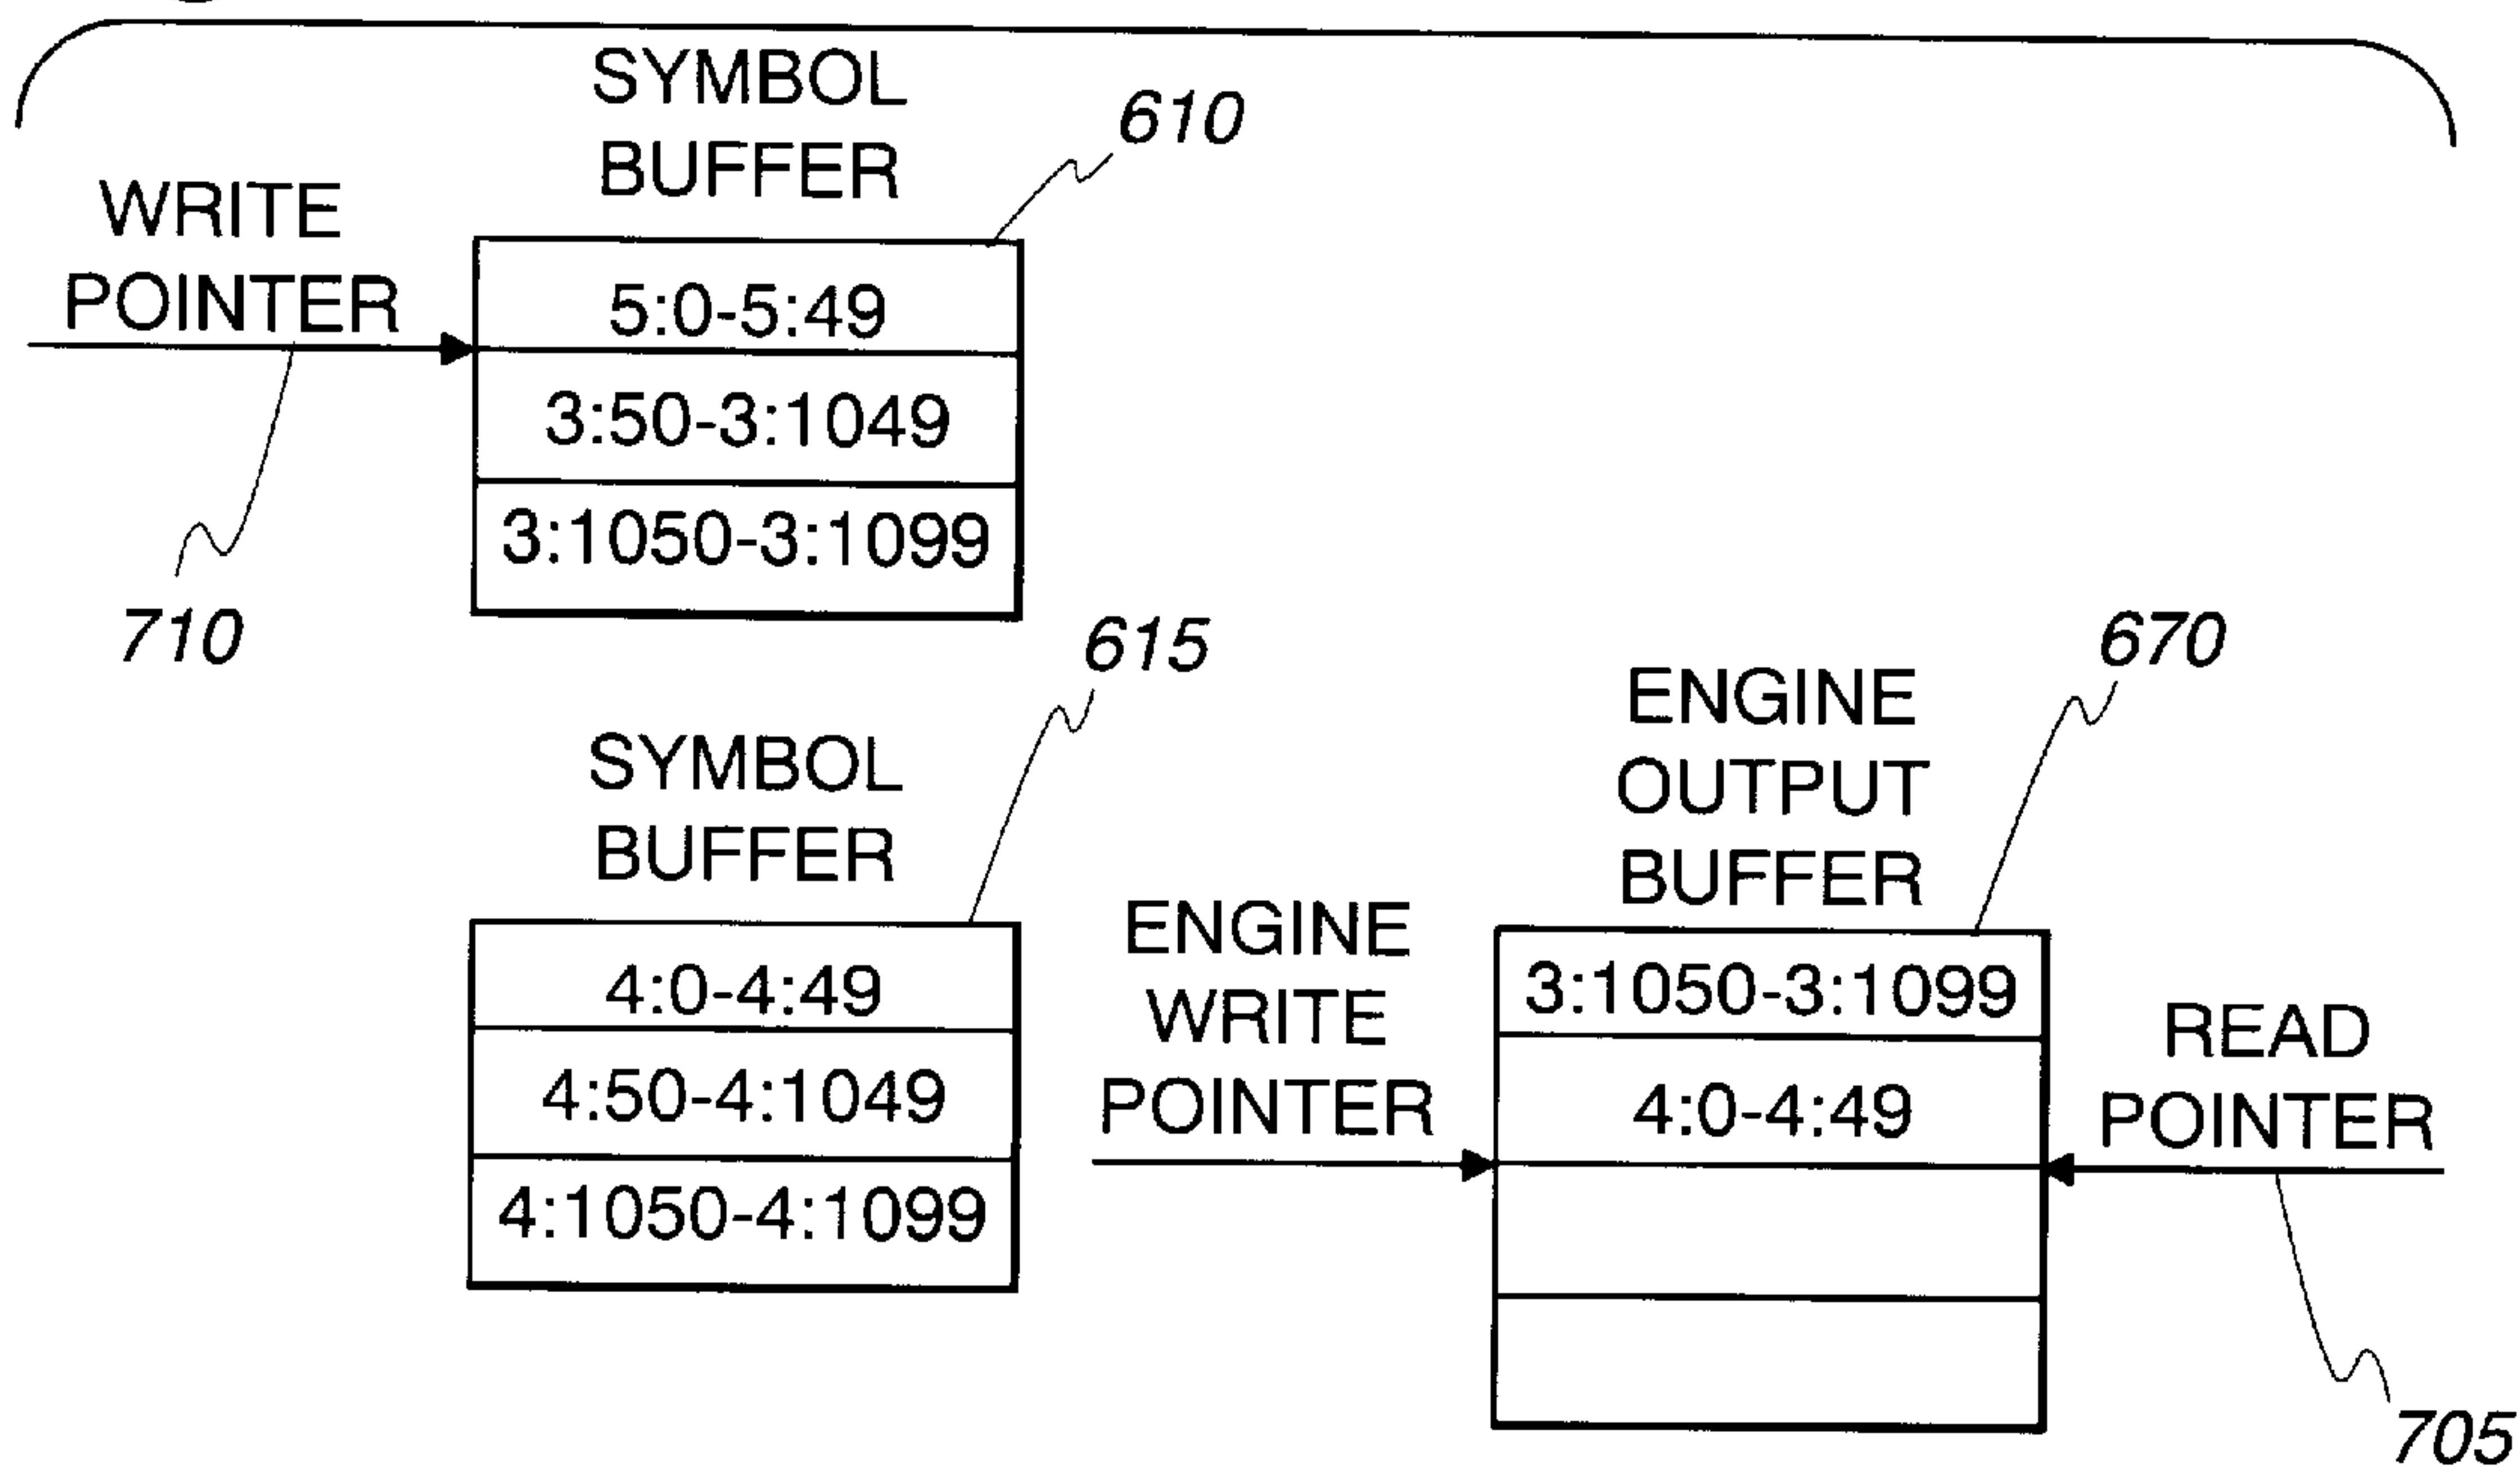 SYMBOL
BUFFER
610
WRITE
POINTER
5:0-5:49
3:50-3:1049
3:1050-3:1099
710
615
SYMBOL
BUFFER
4:0-4:49
4:50-4:1049
4:1050-4:1099
ENGINE
WRITE
POINTER
670
ENGINE
OUTPUT
BUFFER
3:1050-3:1099
4:0-4:49
READ
POINTER
705